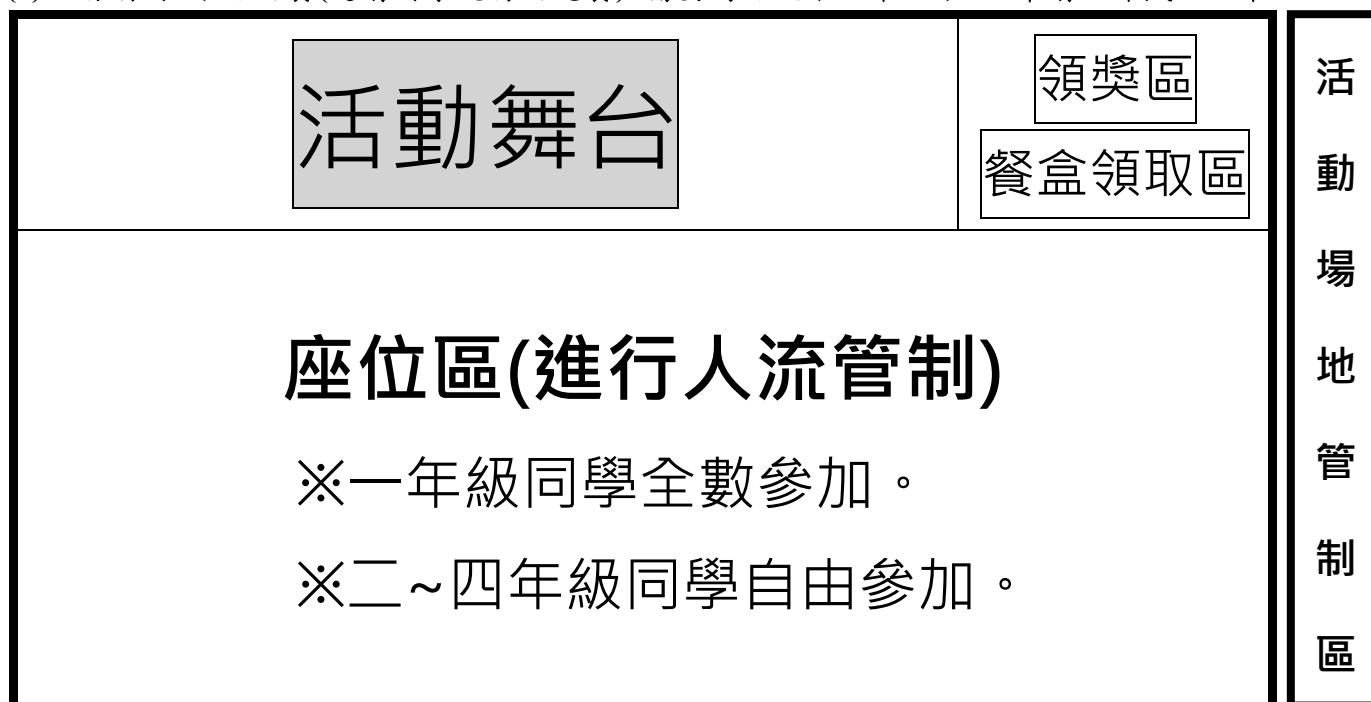 活動舞台
領獎區
餐盒領取區
座位區(進行人流管制)
※一年級同學全數參加。
※二~四年級同學自由參加。
活動場地管制區